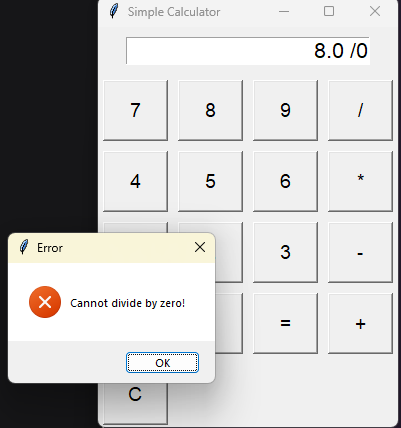 Simple Calculator
8.0 /0
7 8 9 /
4 5 6 *
3 -
= +
C
Error
Cannot divide by zero!
OK